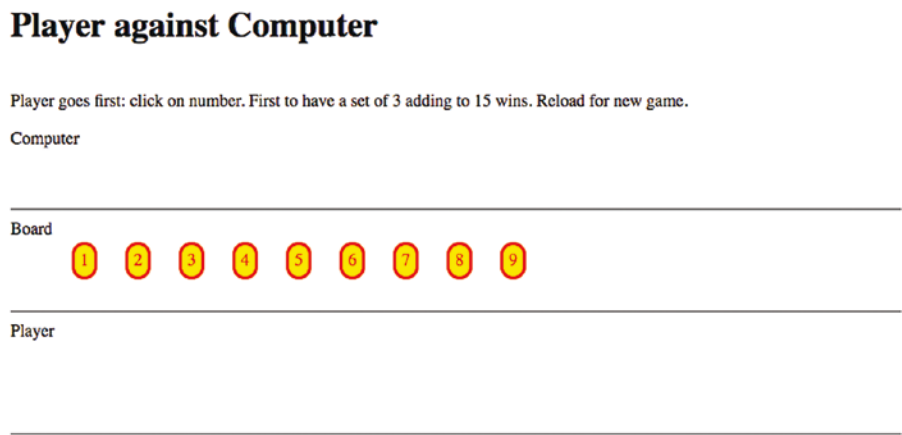 Player against Computer
Player goes first: click on number. First to have a set of 3 adding to 15 wins. Reload for new game.
Computer
Board
1 2 3 4 5 6 7 8 9
Player